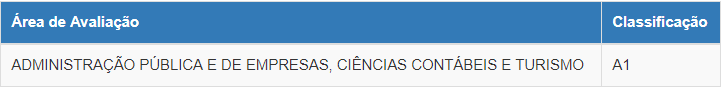 Área de Avaliação Classificação
ADMINISTRAÇÃO PÚBLICA E DE EMPRESAS, CIÊNCIAS CONTÁBEIS E TURISMO A1